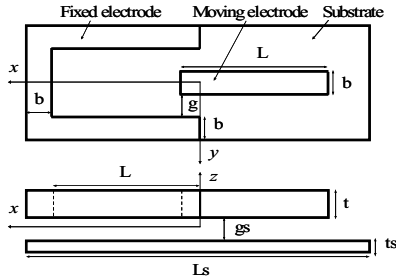 Fixed electrode Moving electrode Substrate
L
x
b
b
g
b
y
L
z
x
t
gs
ts
Ls